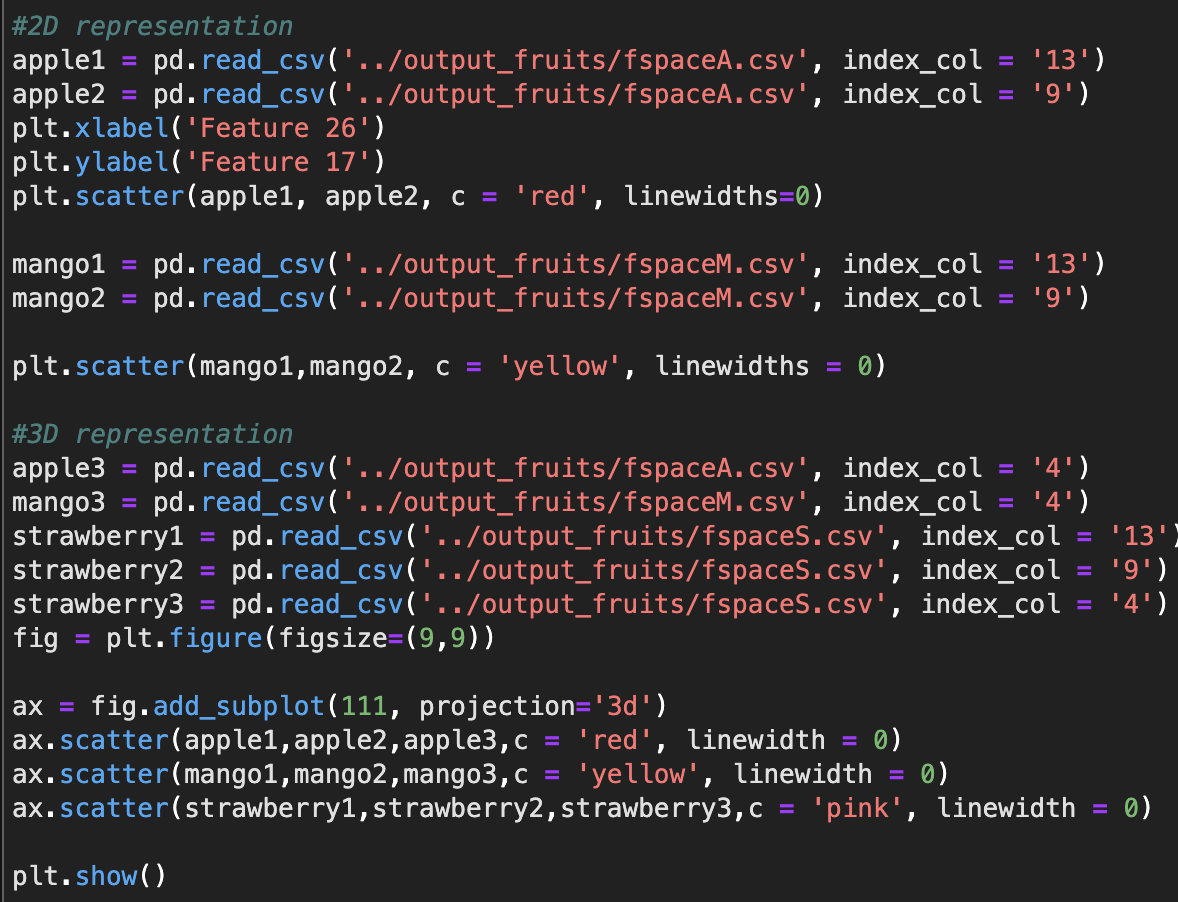 #2D representation
apple1 = pd.read_csv('../output_fruits/fspaceA.csv', index_col = '13')
apple2 = pd.read_csv('../output_fruits/fspaceA.csv', index_col = '9')
plt.xlabel('Feature 26')
plt.ylabel('Feature 17')
plt.scatter(apple1, apple2, c = 'red', linewidths=0)
mango1 = pd.read_csv('../output_fruits/fspaceM.csv', index_col = '13')
mango2 = pd.read_csv('../output_fruits/fspaceM.csv', index_col = '9')
plt.scatter(mango1,mango2, c = 'yellow', linewidths = 0)
#3D representation
apple3 = pd.read_csv('../output_fruits/fspaceA.csv', index_col = '4')
mango3 = pd.read_csv('../output_fruits/fspaceM.csv', index_col = '4')
strawberry1 = pd.read_csv('../output_fruits/fspaceS.csv', index_col = '13')
strawberry2 = pd.read_csv('../output_fruits/fspaceS.csv', index_col = '9')
strawberry3 = pd.read_csv('../output_fruits/fspaceS.csv', index_col = '4')
fig = plt.figure(figsize=(9,9))
ax = fig.add_subplot(111, projection='3d')
ax.scatter(apple1,apple2,apple3,c = 'red', linewidth = 0)
ax.scatter(mango1,mango2,mango3,c = 'yellow', linewidth = 0)
ax.scatter(strawberry1,strawberry2,strawberry3,c = 'pink', linewidth = 0)
plt.show()